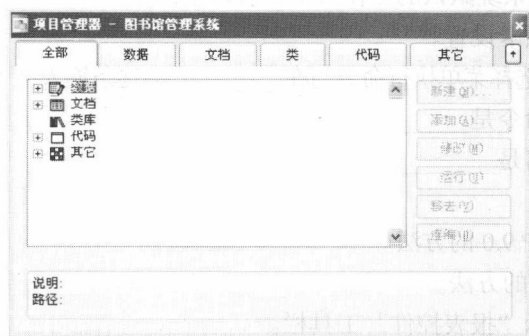 项目管理器 - 图书馆管理系统
全部
数据
文档
类
代码
其它
数据
文档
类库
代码
其它
新建
添加
修改
运行
移去
连编
说明:
路径: